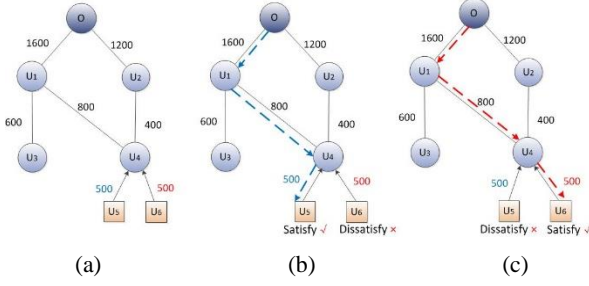 O
1600
1200
U1
U2
800
600
400
U3
U4
500
500
U5
U6
(a)
O
1600
1200
U1
U2
800
600
400
U3
U4
500
500
U5
U6
Satisfy √
Dissatisfy ×
(b)
O
1600
1200
U1
U2
800
600
400
U3
U4
500
500
U5
U6
Dissatisfy ×
Satisfy √
(c)